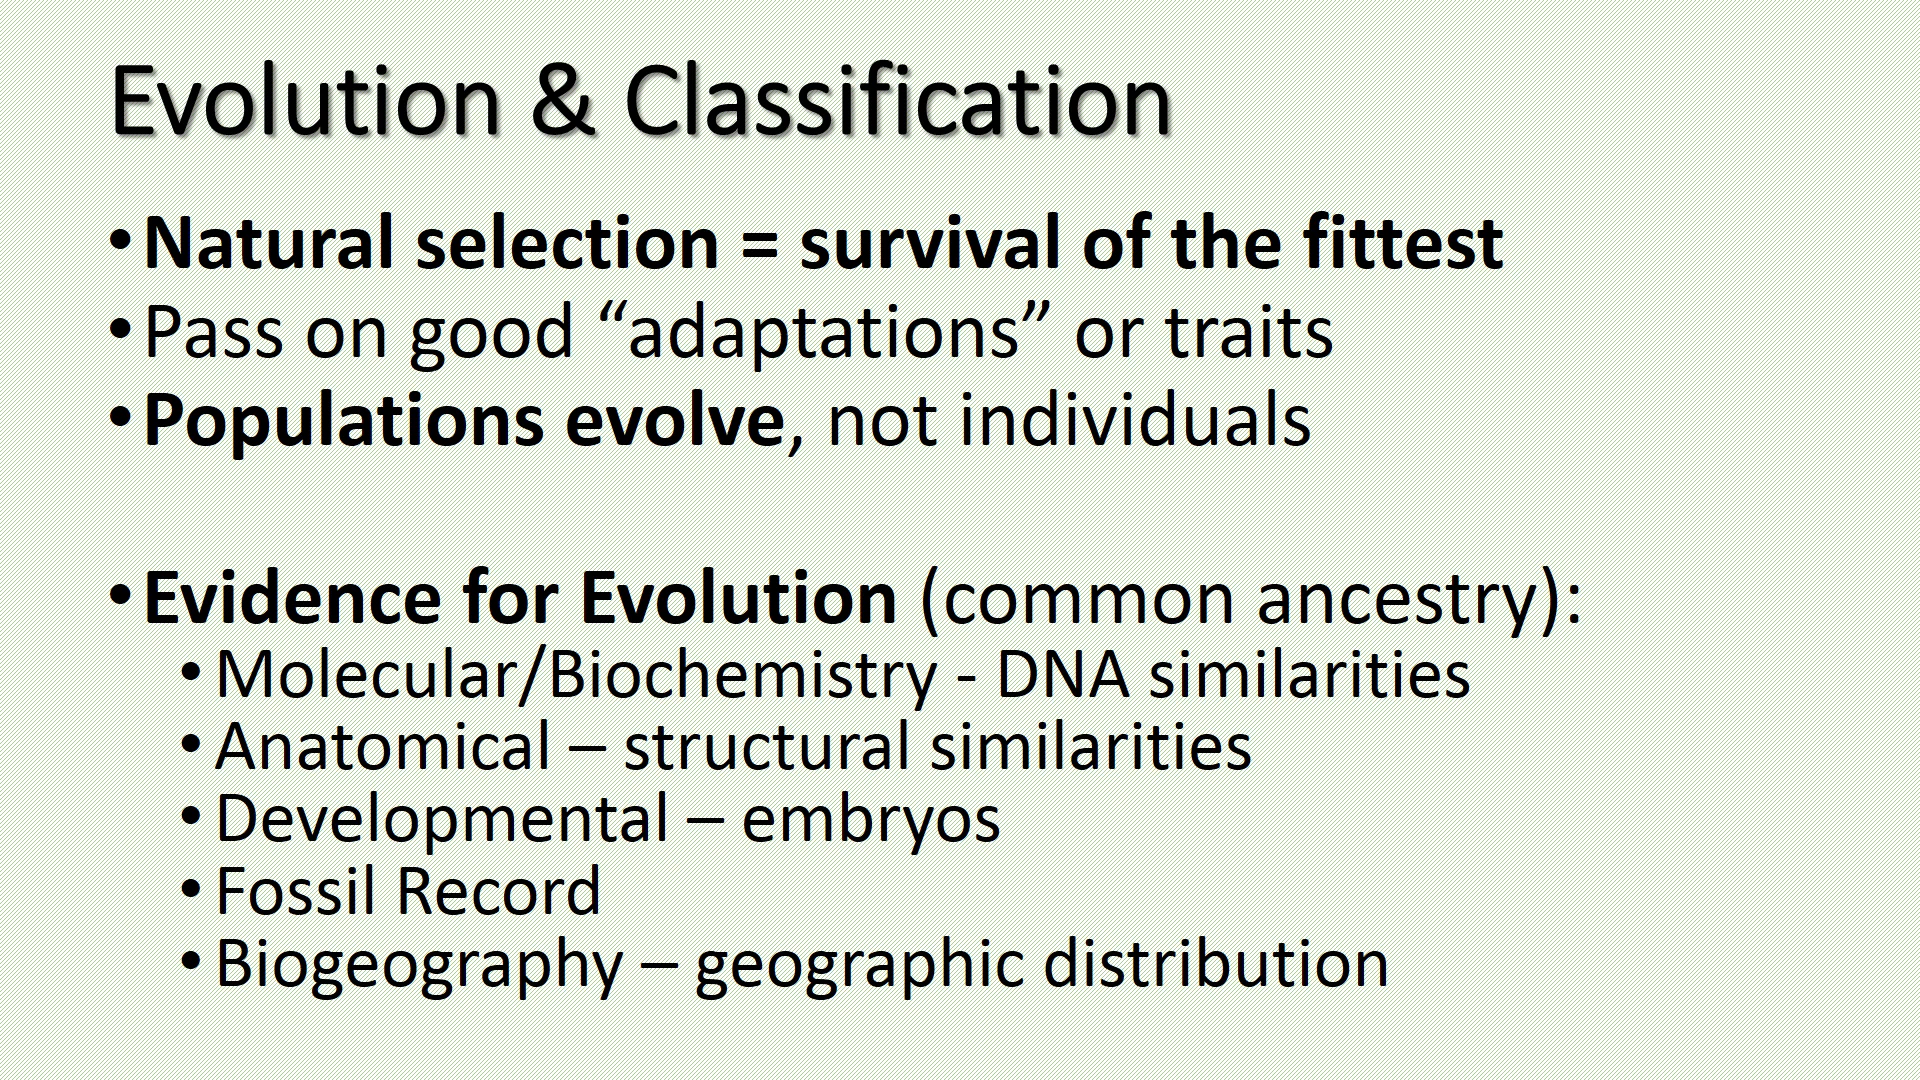 Evolution & Classification
•Natural selection = survival of the fittest
•Pass on good “adaptations” or traits
•Populations evolve, not individuals
•Evidence for Evolution (common ancestry):
•Molecular/Biochemistry - DNA similarities
•Anatomical – structural similarities
•Developmental – embryos
•Fossil Record
•Biogeography – geographic distribution